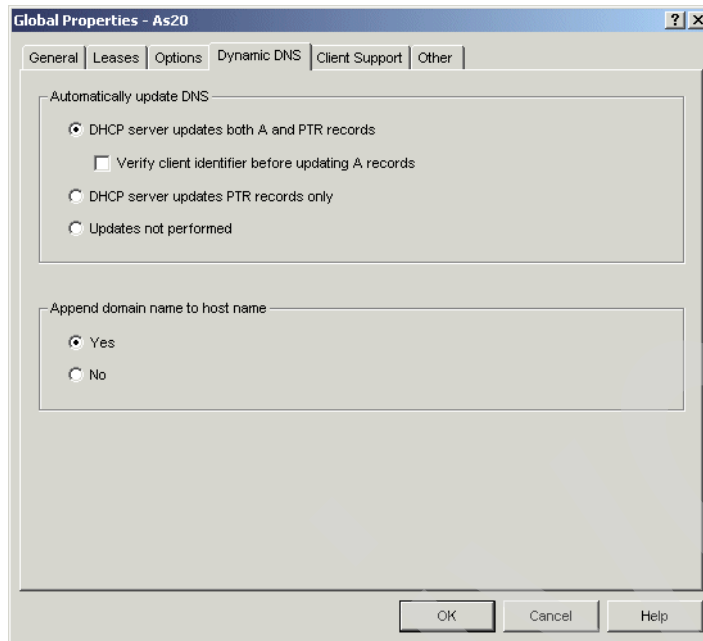 Global Properties - As20
General Leases Options Dynamic DNS Client Support Other
Automatically update DNS
DHCP server updates both A and PTR records
Verify client identifier before updating A records
DHCP server updates PTR records only
Updates not performed
Append domain name to host name
Yes
No
OK Cancel Help